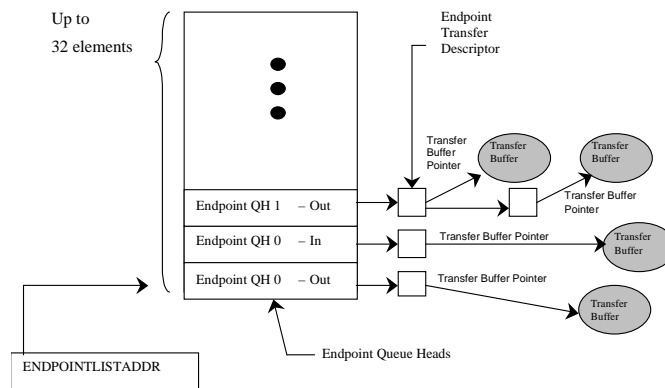 Up to
32 elements
Endpoint
Transfer
Descriptor
Transfer
Buffer
Pointer
Transfer
Buffer
Transfer
Buffer
Transfer Buffer
Pointer
Endpoint QH 1 – Out
Endpoint QH 0 – In
Transfer Buffer Pointer
Transfer
Buffer
Endpoint QH 0 – Out
Transfer Buffer Pointer
Transfer
Buffer
Endpoint Queue Heads
ENDPOINTLISTADDR